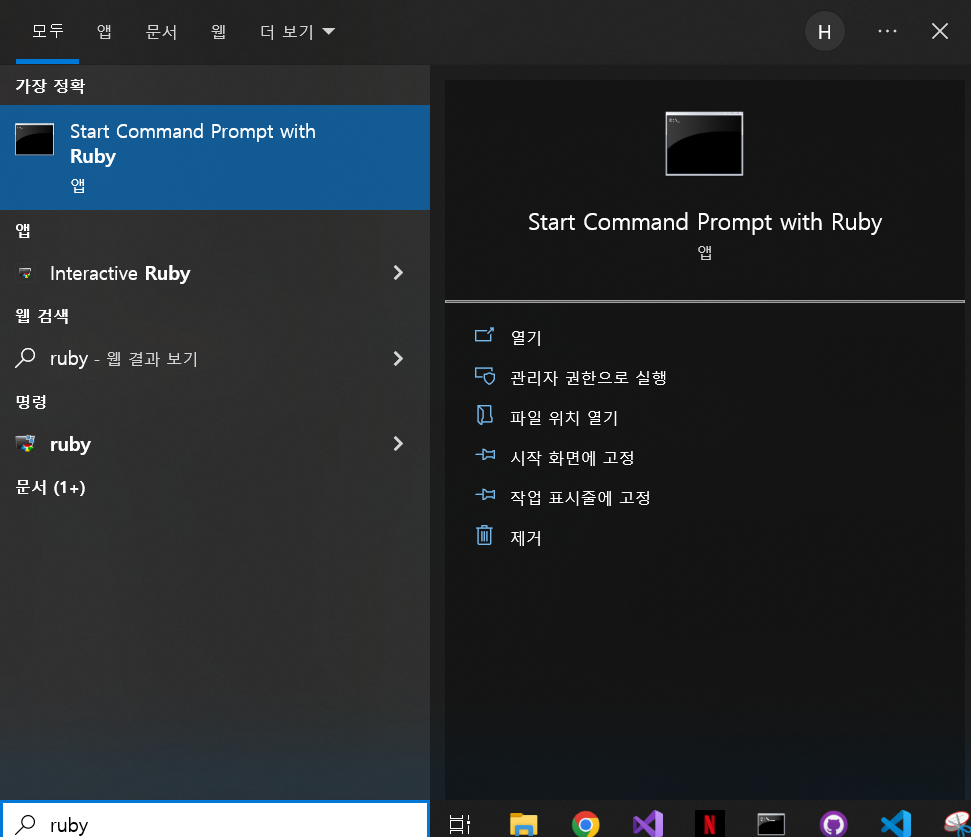 모두
앱
문서
웹
더 보기
H
가장 정확
Start Command Prompt with
Ruby
앱
앱
Interactive Ruby
웹 검색
ruby - 웹 결과 보기
명령
ruby
문서 (1+)
Start Command Prompt with Ruby
앱
열기
관리자 권한으로 실행
파일 위치 열기
시작 화면에 고정
작업 표시줄에 고정
제거
ruby
N